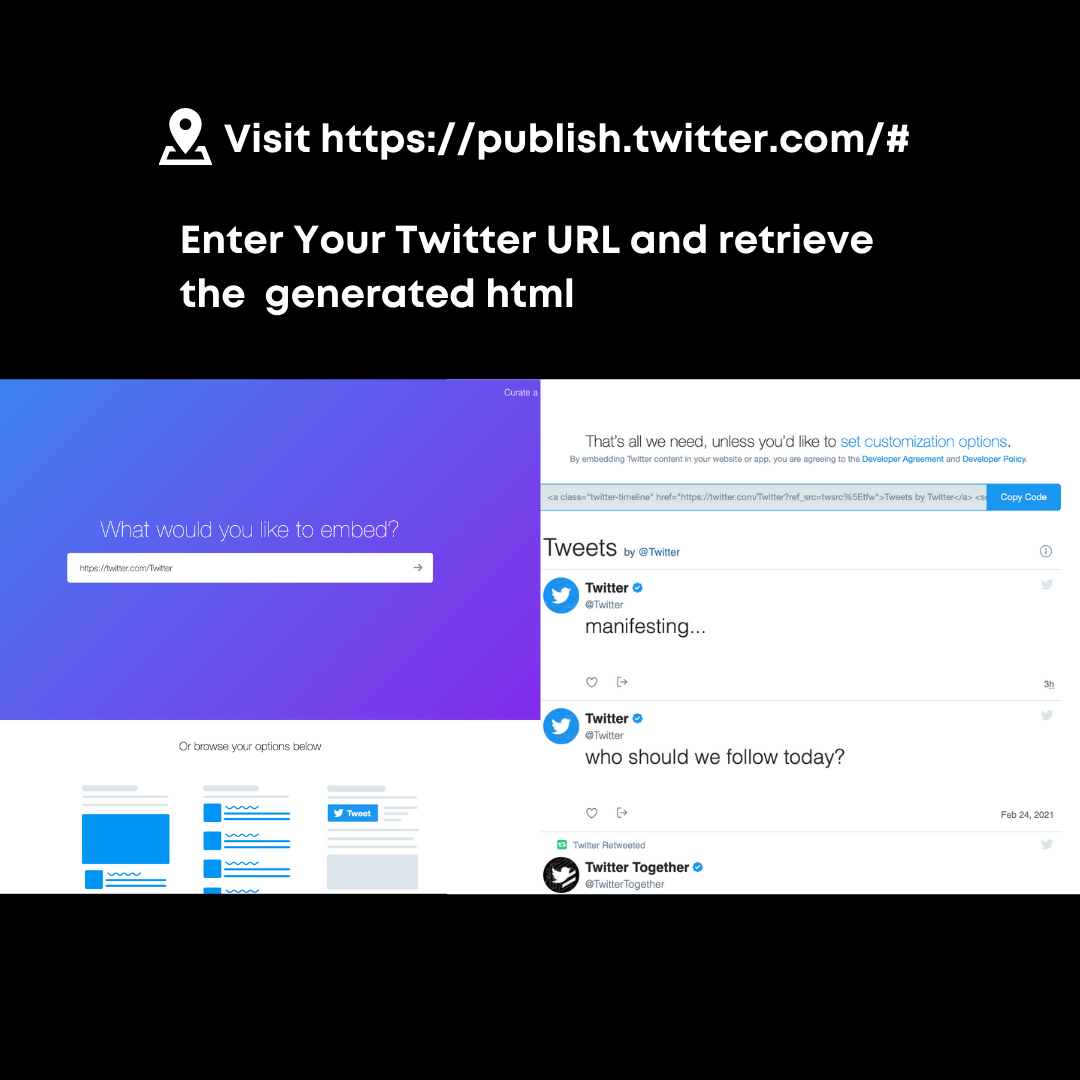 Visit https://publish.twitter.com/#
Enter Your Twitter URL and retrieve
the generated html
Curate a
What would you like to embed?
https://twitter.com/Twitter
Or browse your options below
Tweet
That's all we need, unless you'd like to set customization options.
By embedding Twitter content in your website or app, you are agreeing to the Developer Agreement and Developer Policy.
<a class="twitter-timeline" href="https://twitter.com/Twitter?ref_src=twsrc%5Etfw">Tweets by Twitter</a> <s
Copy Code
Tweets by @Twitter
Twitter
@Twitter
manifesting...
3h
Twitter
@Twitter
who should we follow today?
Feb 24, 2021
Twitter Retweeted
Twitter Together
@TwitterTogether